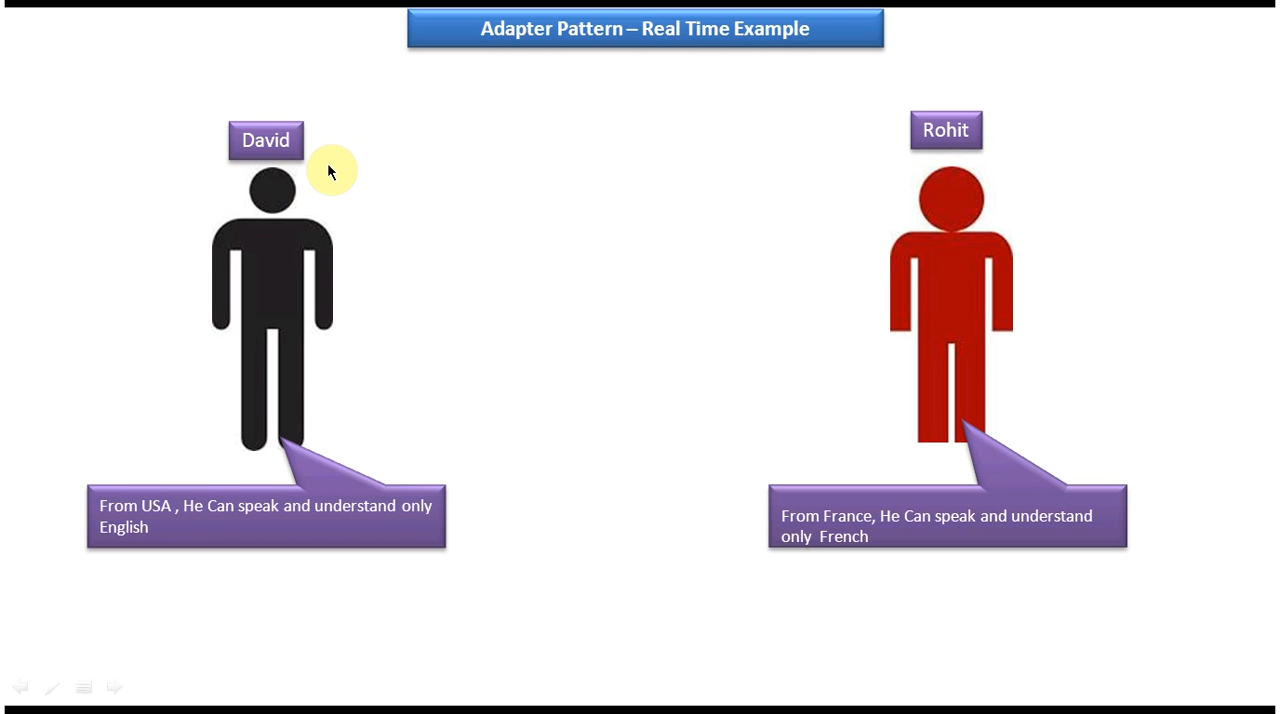 Adapter Pattern – Real Time Example
David
Rohit
From USA , He Can speak and understand only
English
From France, He Can speak and understand
only French